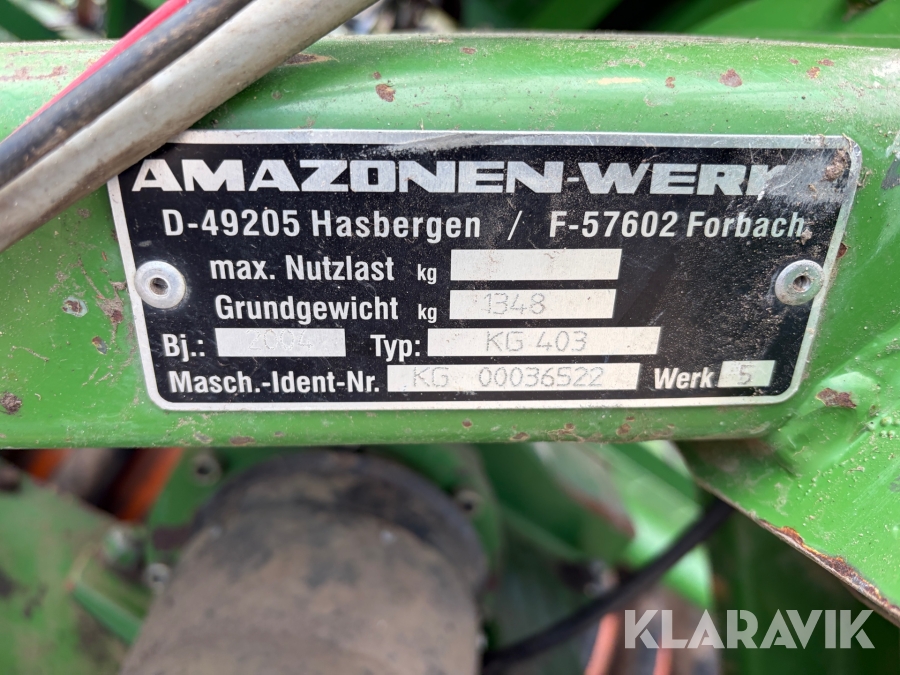 AMAZONEN-WERK
D-49205 Hasbergen / F-57602 Forbach
max. Nutzlast kg
Grundgewicht kg 1348
Bj.: 2004 Typ: KG 403
Masch.-Ident-Nr. KG 00036522 Werk 5
KLARAVIK